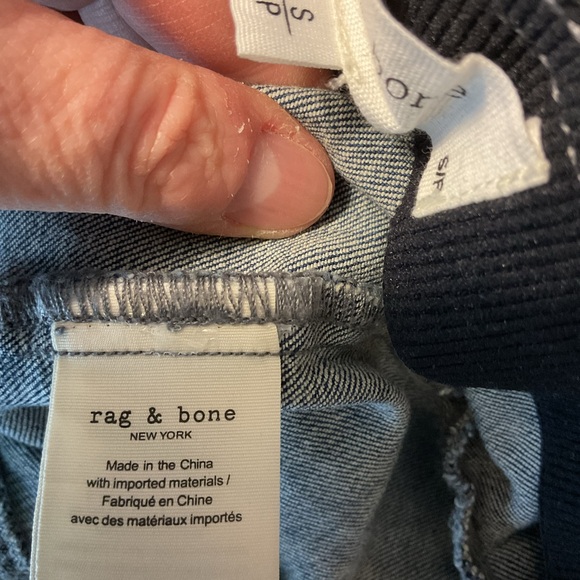 S/P
S/P
rag & bone
NEW YORK
Made in the China
with imported materials /
Fabriqué en Chine
avec des matériaux importés